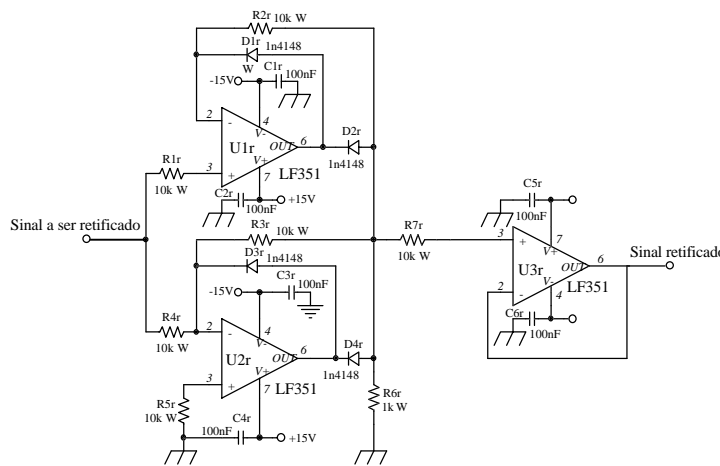 R2r
10k W
D1r
1n4148
W
C1r
100nF
-15V
2
-
4
V-
6
OUT
U1r
D2r
1n4148
R1r
10k W
3
+
V+
7
LF351
C2r
100nF
+15V
Sinal a ser retificado
R3r
10k W
D3r
1n4148
C3r
100nF
-15V
R4r
10k W
2
-
4
V-
6
OUT
U2r
D4r
1n4148
3
+
V+
7
LF351
R5r
10k W
C4r
100nF
+15V
R6r
1k W
R7r
10k W
C5r
100nF
3
+
7
V+
6
OUT
U3r
LF351
2
-
V-
4
C6r
100nF
Sinal retificado